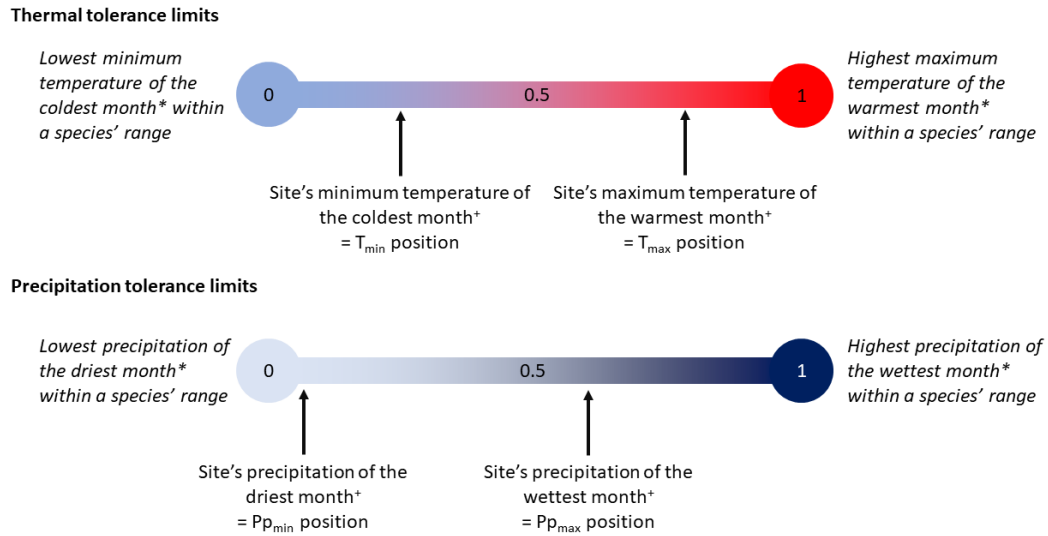 Thermal tolerance limits
Lowest minimum
temperature of the
coldest month* within
a species' range
0
0.5
1
Highest maximum
temperature of the
warmest month*
within a species' range
Site's minimum temperature of
the coldest month⁺
= Tₘᵢₙ position
Site's maximum temperature of
the warmest month⁺
= Tₘₐₓ position
Precipitation tolerance limits
Lowest precipitation of
the driest month*
within a species' range
0
0.5
1
Highest precipitation of
the wettest month*
within a species' range
Site's precipitation of the
driest month⁺
= Ppₘᵢₙ position
Site's precipitation of the
wettest month⁺
= Ppₘₐₓ position